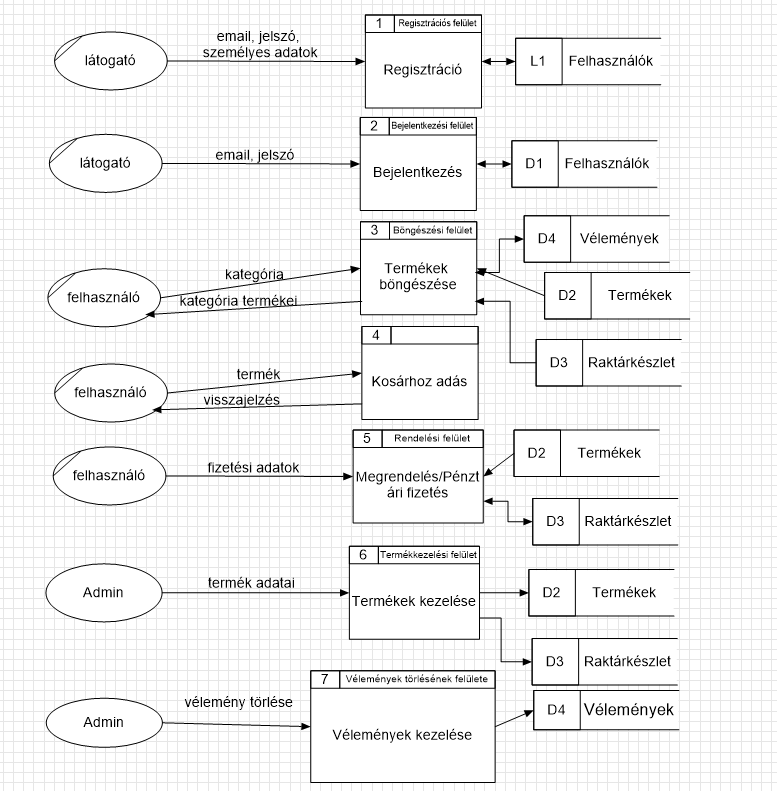 1 Regisztrációs felület
email, jelszó,
személyes adatok
látogató
Regisztráció
L1 Felhasználók
2 Bejelentkezési felület
email, jelszó
látogató
Bejelentkezés
D1 Felhasználók
3 Böngészési felület
D4 Vélemények
kategória
Termékek
böngészése
felhasználó
kategória termékei
D2 Termékek
4
D3 Raktárkészlet
termék
Kosárhoz adás
felhasználó
visszajelzés
5 Rendelési felület
D2 Termékek
fizetési adatok
felhasználó
Megrendelés/Pénzt
ári fizetés
D3 Raktárkészlet
6 Termékkezelési felület
termék adatai
Admin
Termékek kezelése
D2 Termékek
D3 Raktárkészlet
7 Vélemények törlésének felülete
vélemény törlése
D4 Vélemények
Admin
Vélemények kezelése